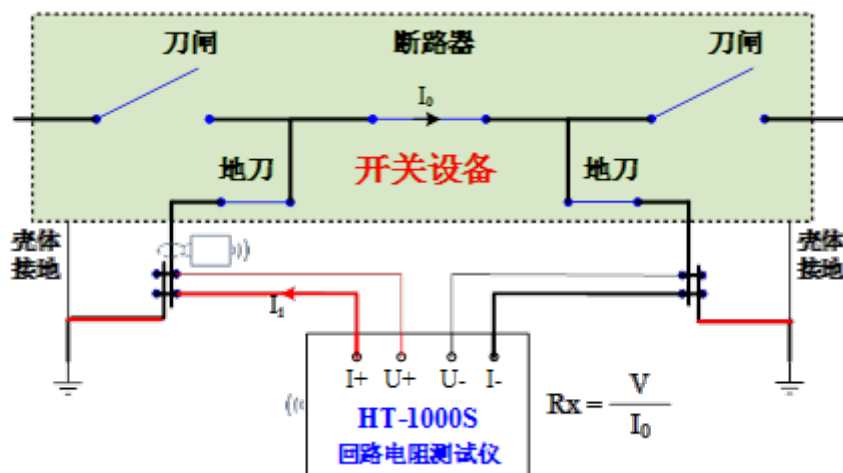 刀闸
断路器
刀闸
I₀
地刀
开关设备
地刀
壳体
接地
壳体
接地
I₁
I+ U+ U- I-
HT-1000S
回路电阻测试仪
Rx = V / I₀